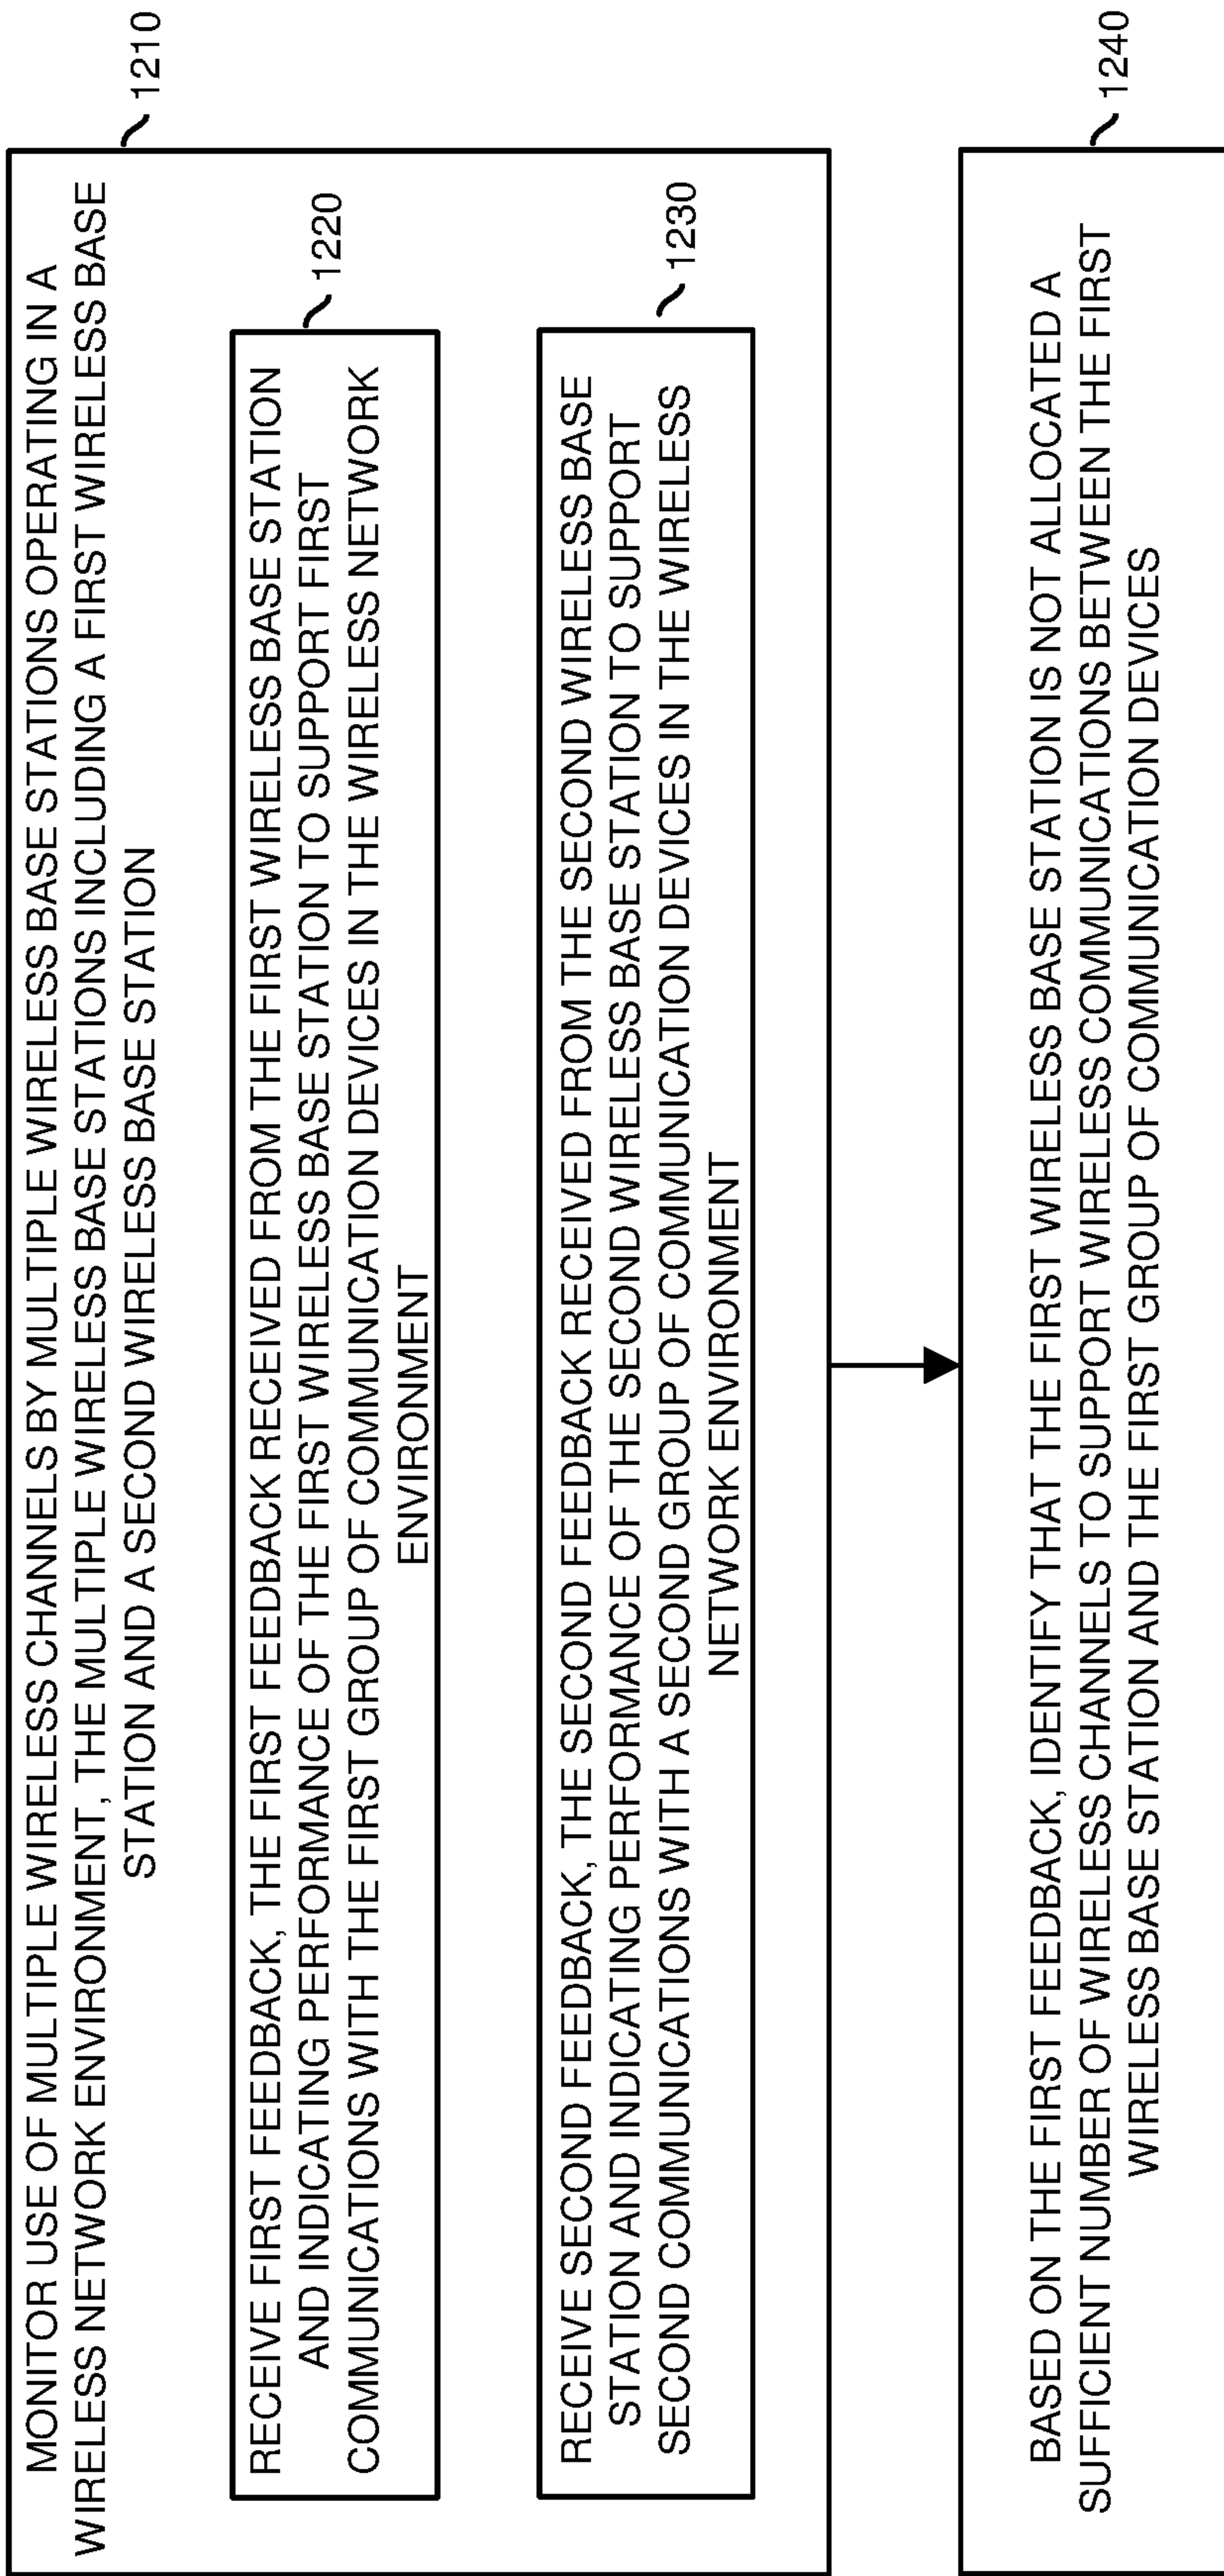 MONITOR USE OF MULTIPLE WIRELESS CHANNELS BY MULTIPLE WIRELESS BASE STATIONS OPERATING IN A
WIRELESS NETWORK ENVIRONMENT, THE MULTIPLE WIRELESS BASE STATIONS INCLUDING A FIRST WIRELESS BASE
STATION AND A SECOND WIRELESS BASE STATION
1210
RECEIVE FIRST FEEDBACK, THE FIRST FEEDBACK RECEIVED FROM THE FIRST WIRELESS BASE STATION
AND INDICATING PERFORMANCE OF THE FIRST WIRELESS BASE STATION TO SUPPORT FIRST
COMMUNICATIONS WITH THE FIRST GROUP OF COMMUNICATION DEVICES IN THE WIRELESS NETWORK
ENVIRONMENT
1220
RECEIVE SECOND FEEDBACK, THE SECOND FEEDBACK RECEIVED FROM THE SECOND WIRELESS BASE
STATION AND INDICATING PERFORMANCE OF THE SECOND WIRELESS BASE STATION TO SUPPORT
SECOND COMMUNICATIONS WITH A SECOND GROUP OF COMMUNICATION DEVICES IN THE WIRELESS
NETWORK ENVIRONMENT
1230
BASED ON THE FIRST FEEDBACK, IDENTIFY THAT THE FIRST WIRELESS BASE STATION IS NOT ALLOCATED A
SUFFICIENT NUMBER OF WIRELESS CHANNELS TO SUPPORT WIRELESS COMMUNICATIONS BETWEEN THE FIRST
WIRELESS BASE STATION AND THE FIRST GROUP OF COMMUNICATION DEVICES
1240